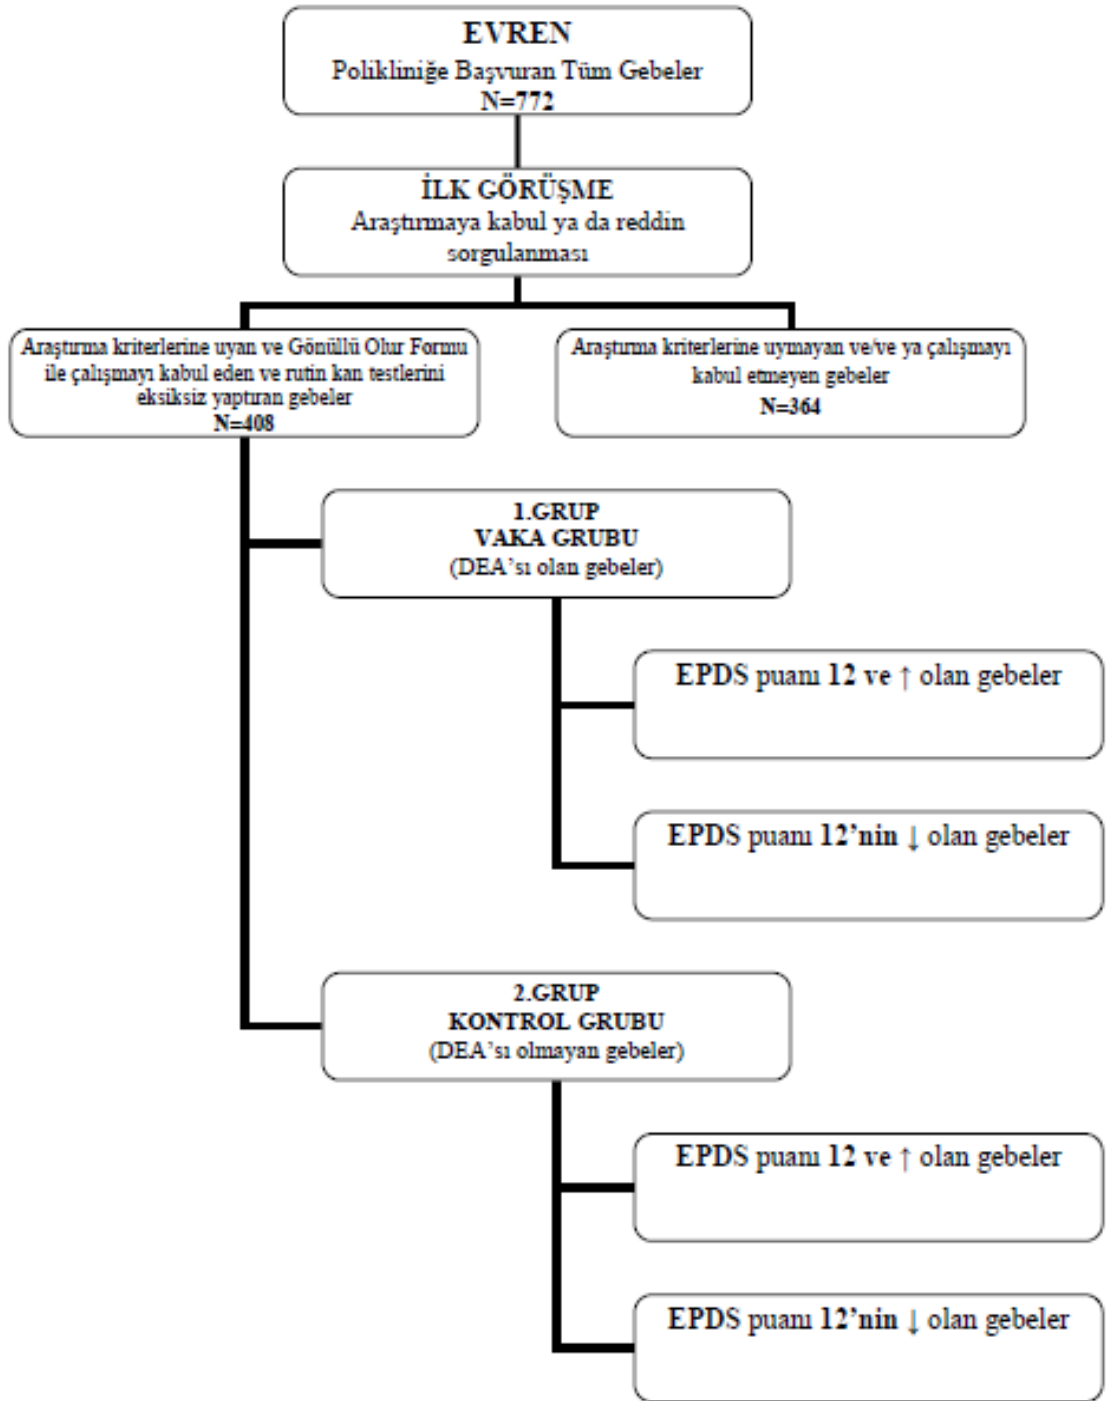 EVREN
Polikliniğe Başvuran Tüm Gebeler
N=772
İLK GÖRÜŞME
Araştırmaya kabul ya da reddin
sorgulanması
Araştırma kriterlerine uyan ve Gönüllü Olur Formu
ile çalışmayı kabul eden ve rutin kan testlerini
eksiksiz yaptıran gebeler
N=408
Araştırma kriterlerine uymayan ve/ve ya çalışmayı
kabul etmeyen gebeler
N=364
1.GRUP
VAKA GRUBU
(DEA’sı olan gebeler)
EPDS puanı 12 ve ↑ olan gebeler
EPDS puanı 12’nin ↓ olan gebeler
2.GRUP
KONTROL GRUBU
(DEA’sı olmayan gebeler)
EPDS puanı 12 ve ↑ olan gebeler
EPDS puanı 12’nin ↓ olan gebeler